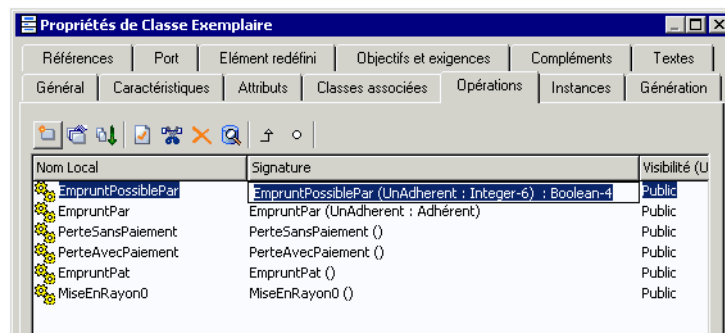 Propriétés de Classe Exemplaire
Références Port Elément redéfini Objectifs et exigences Compléments Textes
Général Caractéristiques Attributs Classes associées Opérations Instances Génération
Nom Local Signature Visibilité (U
EmpruntPossiblePar EmpruntPossiblePar (UnAdherent : Integer-6) : Boolean-4 Public
EmpruntPar EmpruntPar (UnAdherent : Adhérent) Public
PerteSansPaiement PerteSansPaiement () Public
PerteAvecPaiement PerteAvecPaiement () Public
EmpruntPat EmpruntPat () Public
MiseEnRayon0 MiseEnRayon0 () Public